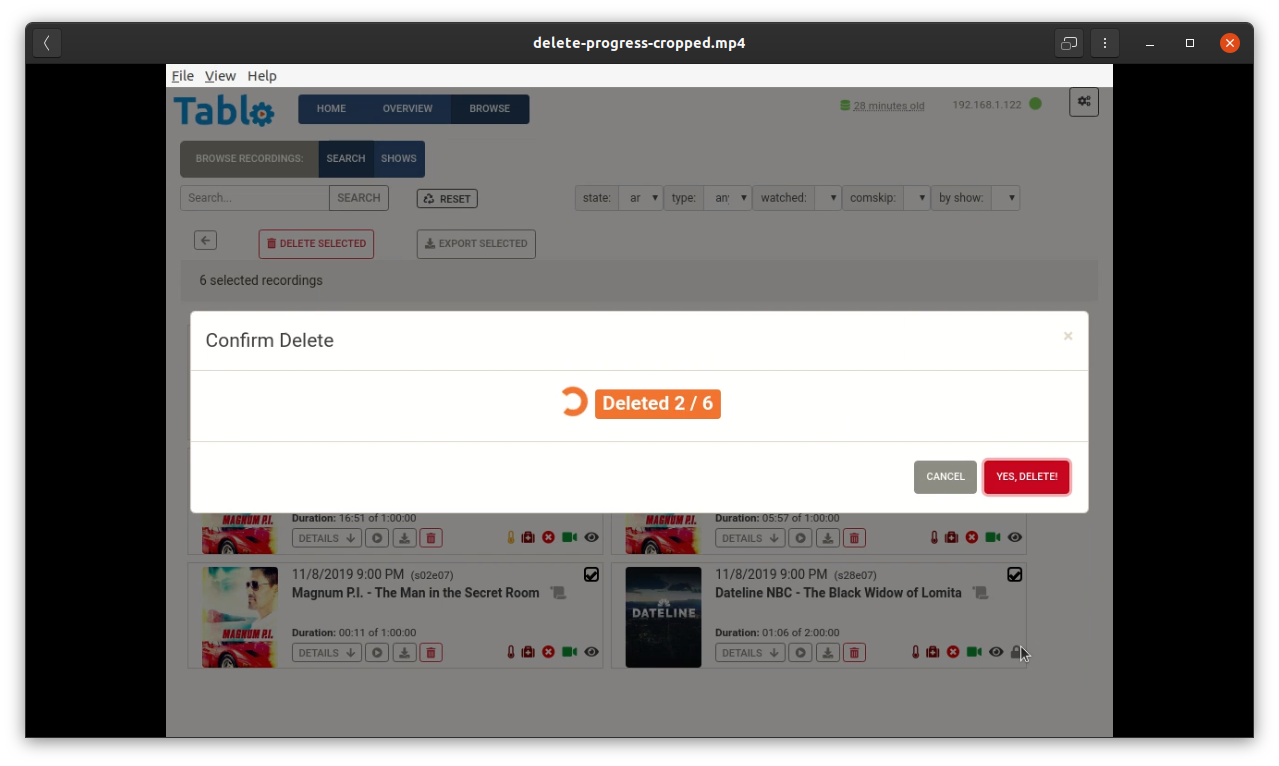 delete-progress-cropped.mp4
File View Help
Tablo HOME OVERVIEW BROWSE 28 minutes old 192.168.1.122
BROWSE RECORDINGS: SEARCH SHOWS
Search... SEARCH RESET state: ar type: any watched: comskip: by show:
DELETE SELECTED EXPORT SELECTED
6 selected recordings
Confirm Delete ×
Deleted 2 / 6
CANCEL YES, DELETE!
MAGNUM P.I. Duration: 16:51 of 1:00:00
DETAILS
MAGNUM P.I. Duration: 05:57 of 1:00:00
DETAILS
11/8/2019 9:00 PM (s02e07)
Magnum P.I. - The Man in the Secret Room
MAGNUM P.I. Duration: 00:11 of 1:00:00
DETAILS
11/8/2019 9:00 PM (s28e07)
Dateline NBC - The Black Widow of Lomita
DATELINE
Duration: 01:06 of 2:00:00
DETAILS